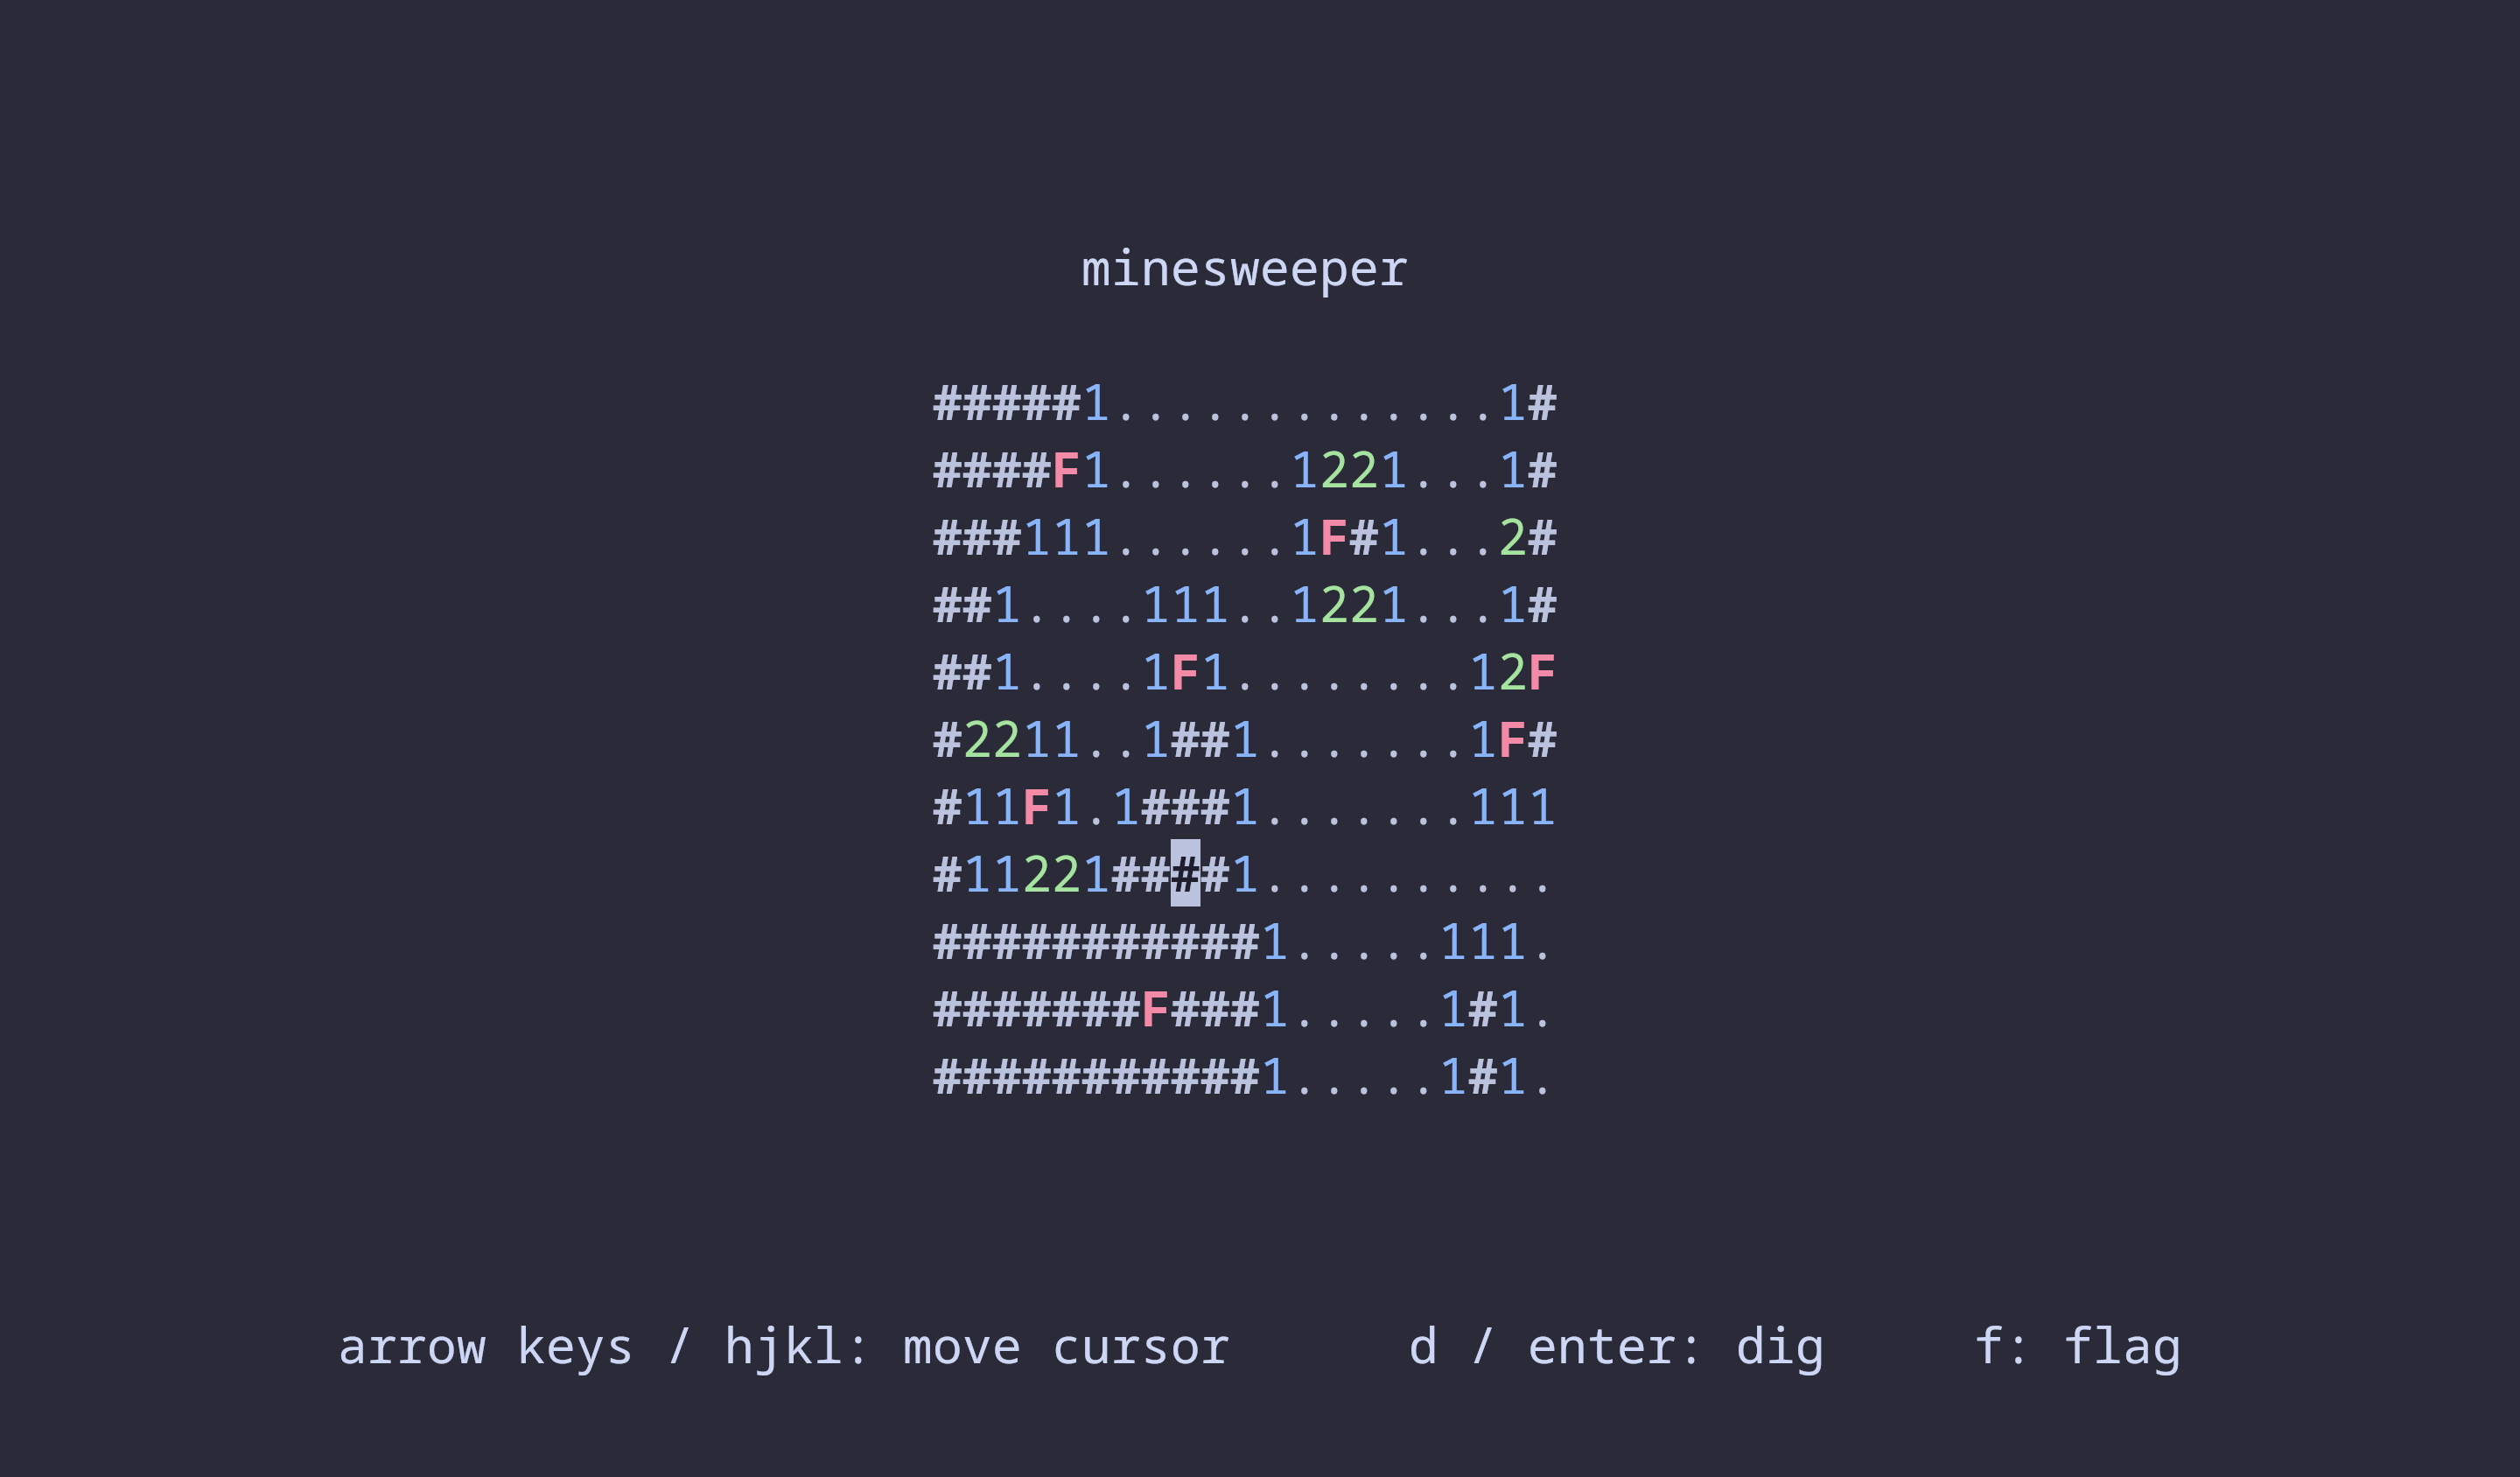 minesweeper
#####1.............1#
####F1......1221...1#
###111......1F#1...2#
##1....111..1221...1#
##1....1F1........12F
#2211..1##1.......1F#
#11F1.1###1.......111
#11221####1..........
###########1.....111.
#######F###1.....1#1.
###########1.....1#1.
arrow keys / hjkl: move cursor      d / enter: dig     f: flag